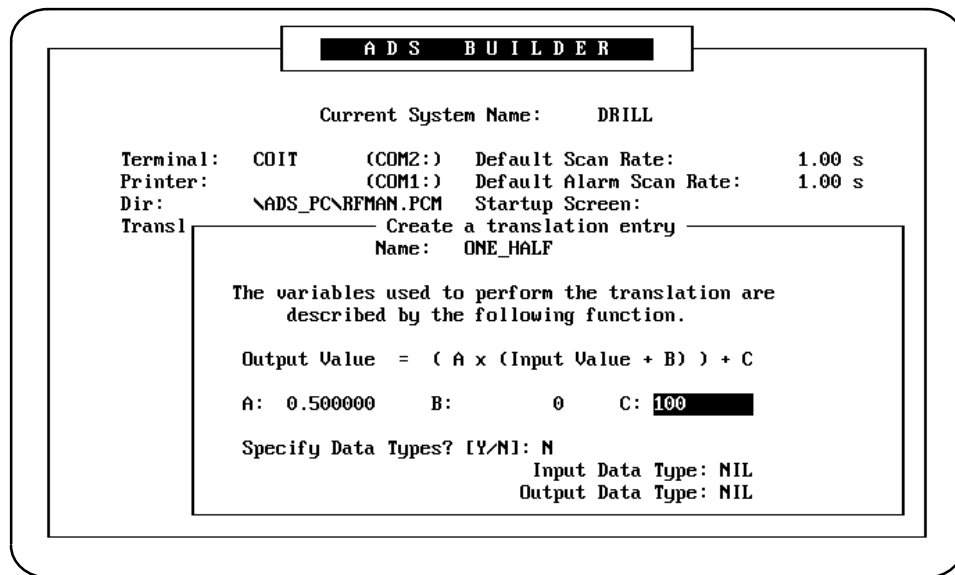 ADS BUILDER
Current System Name: DRILL
Terminal: COIT (COM2:) Default Scan Rate: 1.00 s
Printer: (COM1:) Default Alarm Scan Rate: 1.00 s
Dir: \ADS_PC\RFMAN.PCM Startup Screen:
Transl
Create a translation entry
Name: ONE_HALF
The variables used to perform the translation are
described by the following function.
Output Value = ( A x (Input Value + B) ) + C
A: 0.500000 B: 0 C: 100
Specify Data Types? [Y/N]: N
Input Data Type: NIL
Output Data Type: NIL